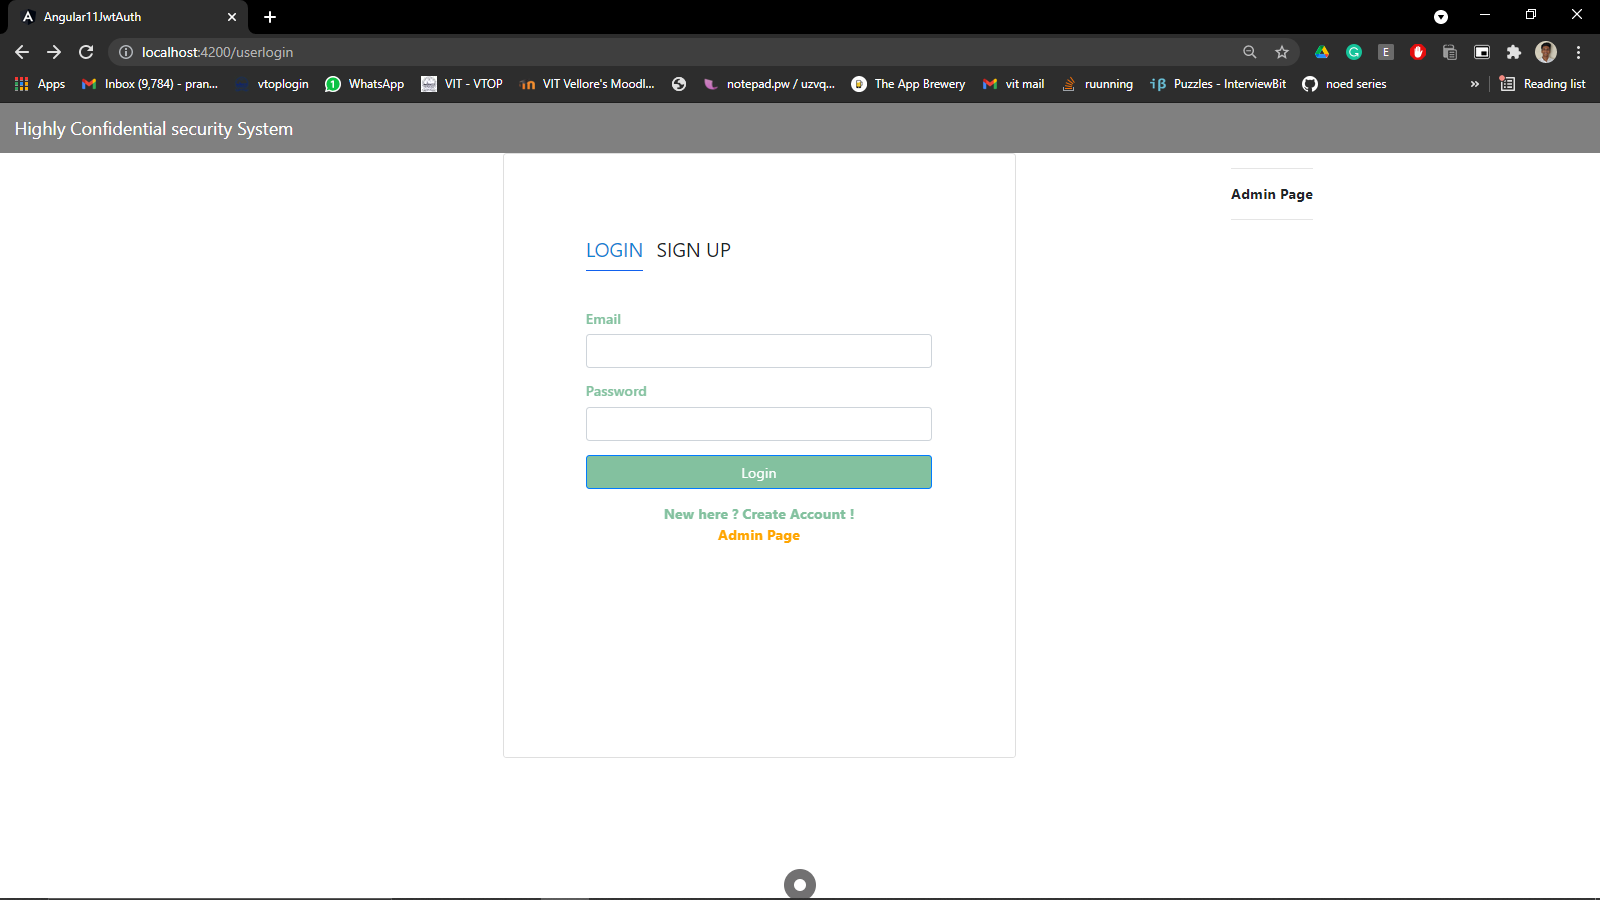 Angular11JwtAuth
localhost:4200/userlogin
Apps Inbox (9,784) - pran... vtoplogin WhatsApp VIT - VTOP VIT Vellore's Moodl... notepad.pw / uzvq... The App Brewery vit mail ruunning Puzzles - InterviewBit noed series » Reading list
Highly Confidential security System
Admin Page
LOGIN SIGN UP
Email
Password
Login
New here ? Create Account !
Admin Page